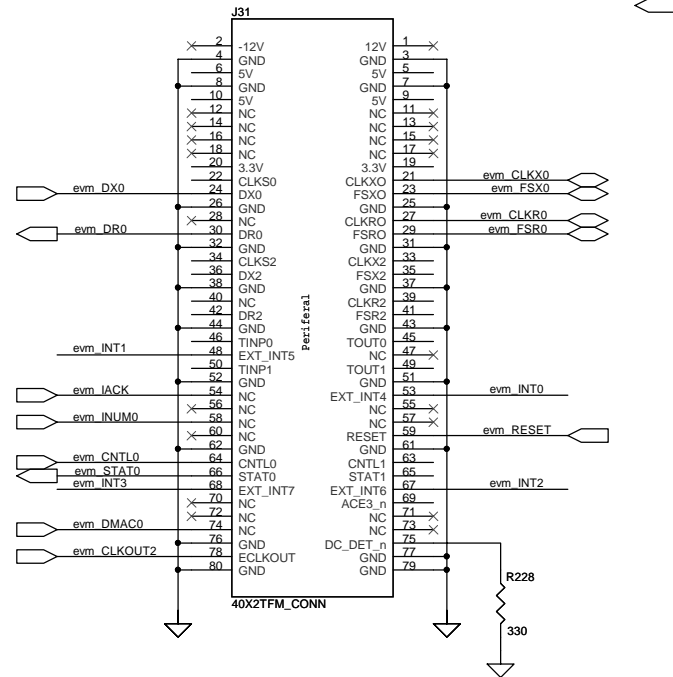 J31
2 -12V 12V 1
4 GND GND 3
6 5V 5V 5
8 GND GND 7
10 5V 5V 9
12 NC NC 11
14 NC NC 13
16 NC NC 15
18 NC NC 17
20 3.3V 3.3V 19
22 CLKS0 CLKXO 21 evm_CLKX0
evm_DX0 24 DX0 FSXO 23 evm_FSX0
26 GND GND 25
28 NC CLKRO 27 evm_CLKR0
evm_DR0 30 DR0 FSRO 29 evm_FSR0
32 GND GND 31
34 CLKS2 CLKX2 33
36 DX2 FSX2 35
38 GND GND 37
40 NC CLKR2 39
42 DR2 FSR2 41
44 GND GND 43
46 TINP0 TOUT0 45
evm_INT1 48 EXT_INT5 NC 47
50 TINP1 TOUT1 49
52 GND GND 51
evm_IACK 54 NC EXT_INT4 53 evm_INT0
56 NC NC 55
evm_INUM0 58 NC NC 57
60 NC RESET 59 evm_RESET
62 GND GND 61
evm_CNTL0 64 CNTL0 CNTL1 63
evm_STAT0 66 STAT0 STAT1 65
evm_INT3 68 EXT_INT7 EXT_INT6 67 evm_INT2
70 NC ACE3_n 69
72 NC NC 71
evm_DMAC0 74 NC NC 73
76 GND DC_DET_n 75
evm_CLKOUT2 78 ECLKOUT GND 77
80 GND GND 79
Periferal
40X2TFM_CONN
R228
330